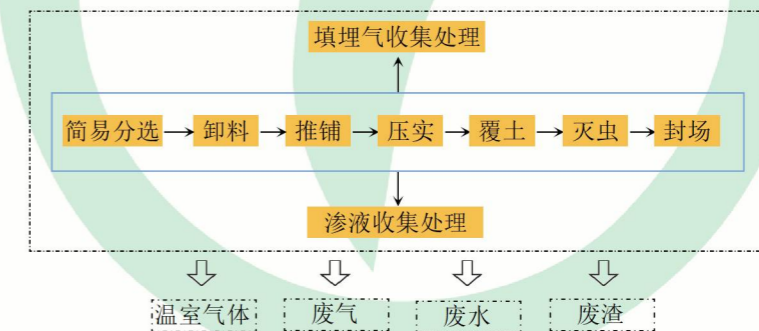 填埋气收集处理
简易分选 卸料 推铺 压实 覆土 灭虫 封场
渗液收集处理
温室气体 废气 废水 废渣